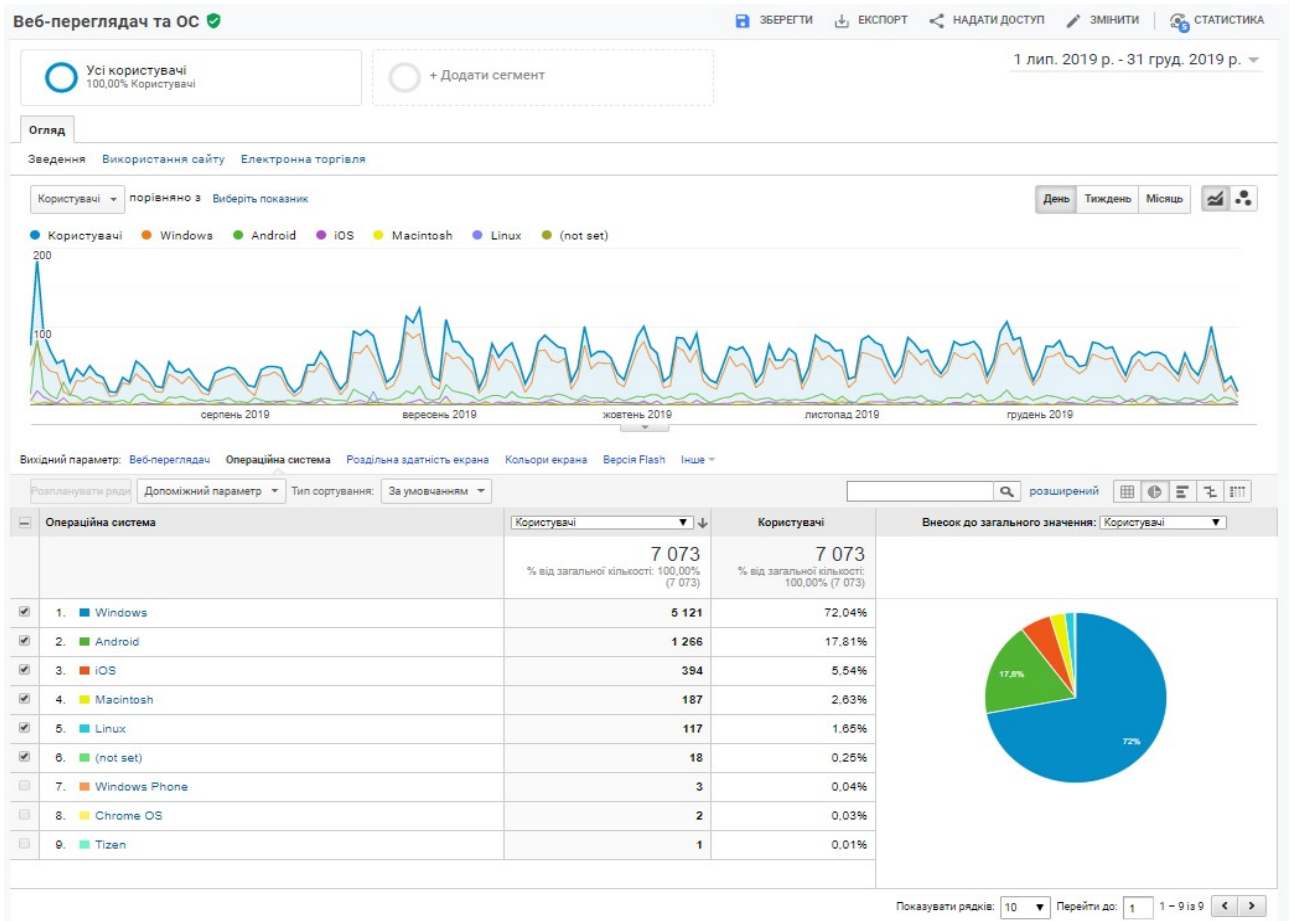 Веб-переглядач та ОС
ЗБЕРЕГТИ ЕКСПОРТ НАДАТИ ДОСТУП ЗМІНИТИ СТАТИСТИКА
5
Усі користувачі
100,00% Користувачі
+ Додати сегмент
1 лип. 2019 р. - 31 груд. 2019 р.
Огляд
Зведення Використання сайту Електронна торгівля
Користувачі порівняно з Виберіть показник
День Тиждень Місяць
Користувачі Windows Android iOS Macintosh Linux (not set)
200
100
серпень 2019 вересень 2019 жовтень 2019 листопад 2019 грудень 2019
Вихідний параметр: Веб-переглядач Операційна система Роздільна здатність екрана Кольори екрана Версія Flash Інше
Розпланувати ряди Допоміжний параметр Тип сортування: За умовчанням
розширений
Операційна система Користувачі Користувачі Внесок до загального значення: Користувачі
7 073 7 073
% від загальної кількості: 100,00% (7 073)
% від загальної кількості: 100,00% (7 073)
1. Windows 5 121 72,04%
2. Android 1 266 17,81%
3. iOS 394 5,54%
4. Macintosh 187 2,63%
5. Linux 117 1,65%
6. (not set) 18 0,25%
7. Windows Phone 3 0,04%
8. Chrome OS 2 0,03%
9. Tizen 1 0,01%
17,8%
72%
Показувати рядків: 10 Перейти до: 1 1 – 9 із 9